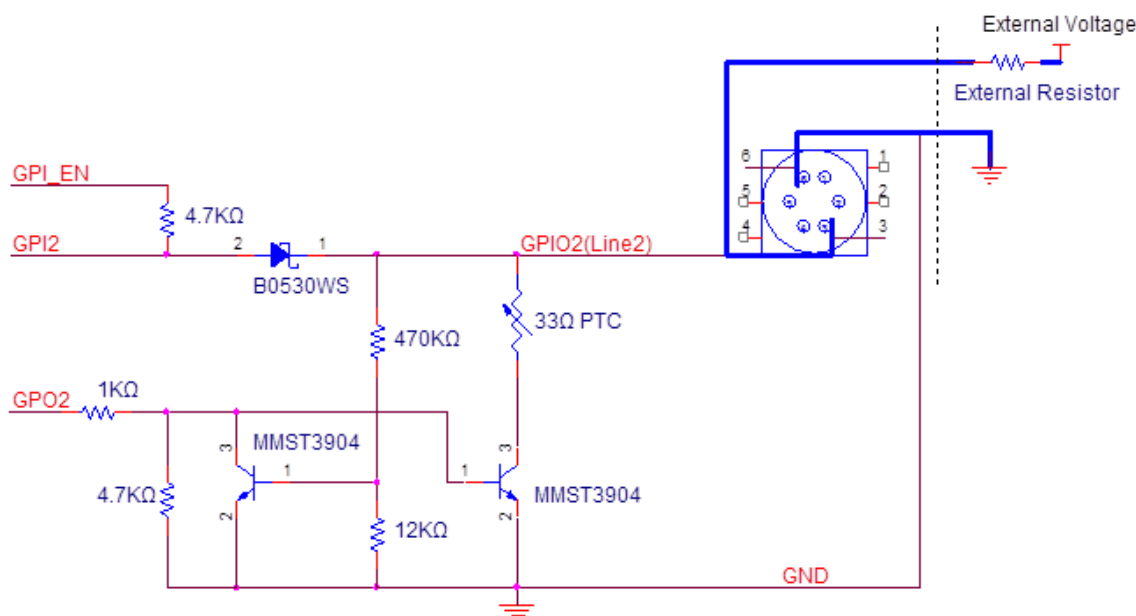 External Voltage
External Resistor
6
1
5
2
4
3
GPI_EN
4.7KΩ
GPI2
2
1
B0530WS
GPIO2(Line2)
470KΩ
33Ω PTC
GPO2
1KΩ
3
MMST3904
1
2
4.7KΩ
12KΩ
3
1
MMST3904
2
GND